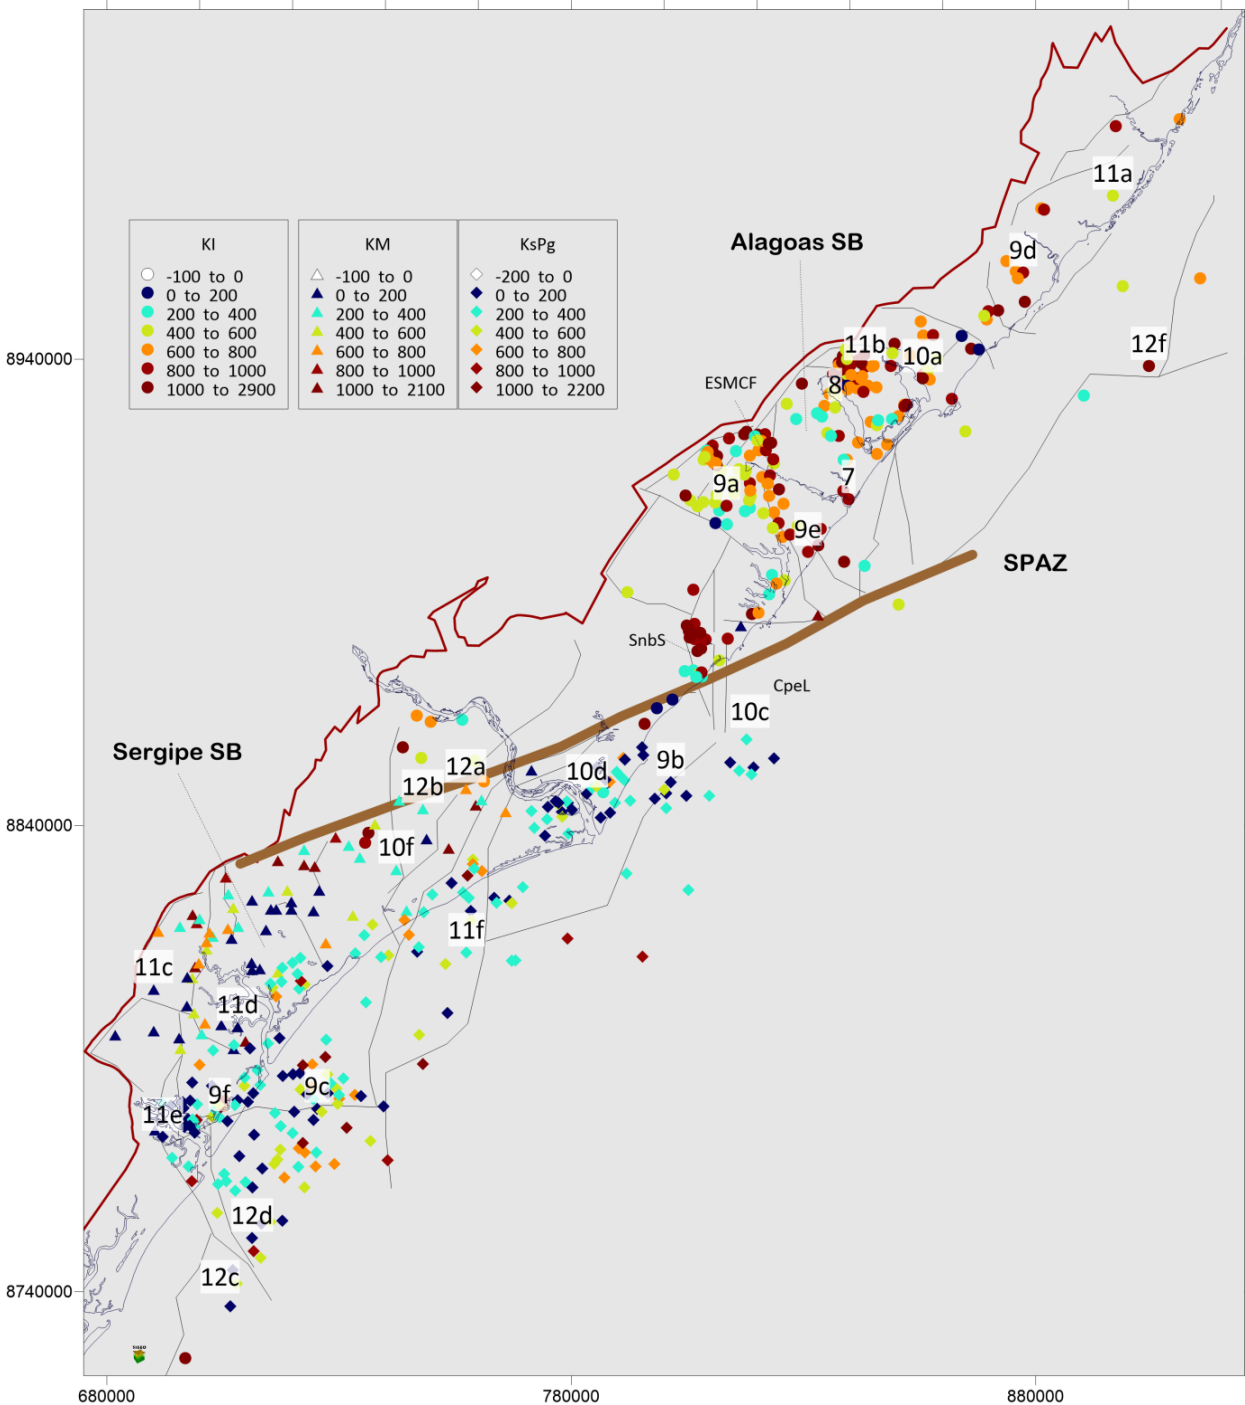 11a
Alagoas SB
KI
KM
KsPg
9d
-100 to 0
-100 to 0
-200 to 0
0 to 200
0 to 200
0 to 200
200 to 400
200 to 400
200 to 400
400 to 600
400 to 600
400 to 600
600 to 800
600 to 800
600 to 800
800 to 1000
800 to 1000
800 to 1000
1000 to 2900
1000 to 2100
1000 to 2200
11b
12f
8940000
10a
ESMCF
8
7
9a
9e
SPAZ
SnbS
CpeL
10c
Sergipe SB
9b
12a
10d
12b
8840000
10f
11f
11c
11d
9c
9f
11e
12d
12c
8740000
680000
780000
880000